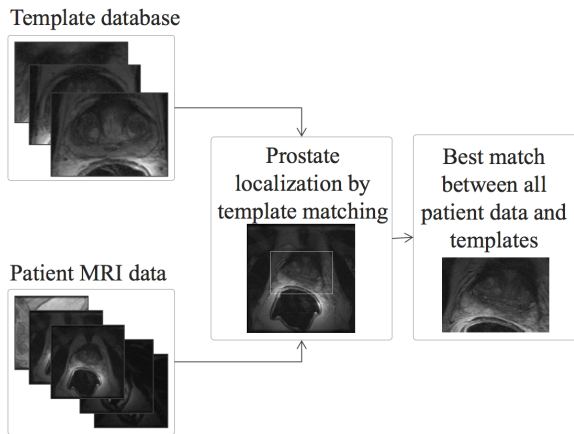 Template database
Prostate
localization by
template matching
Best match
between all
patient data and
templates
Patient MRI data